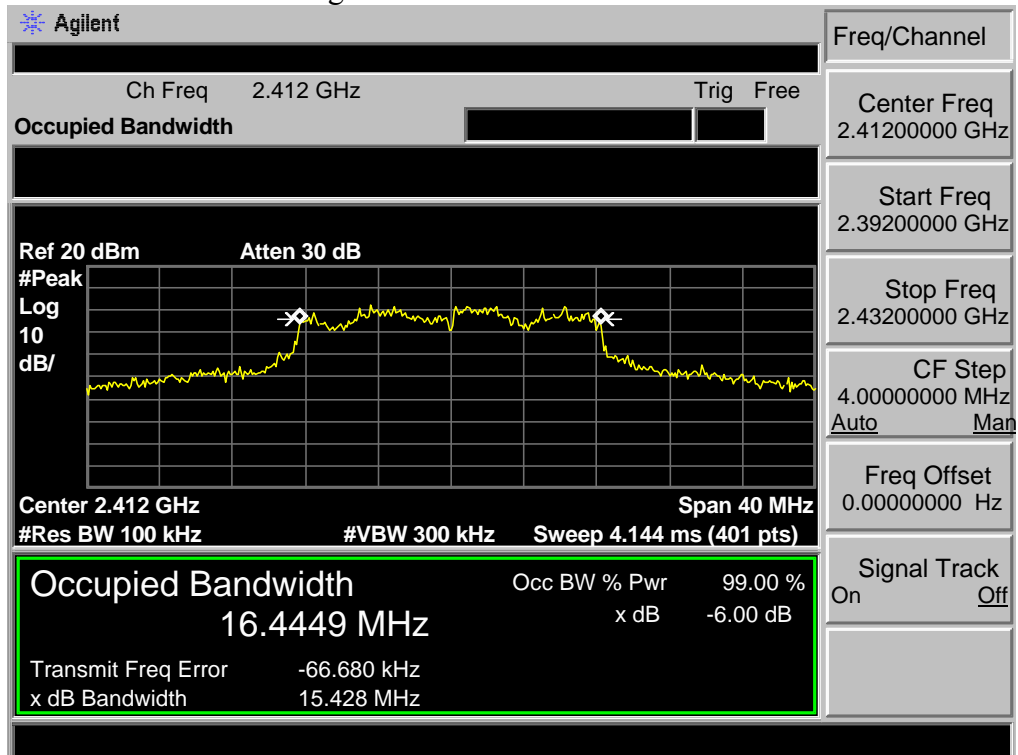 Agilent
Freq/Channel
Ch Freq 2.412 GHz Trig Free
Occupied Bandwidth
Center Freq
2.41200000 GHz
Start Freq
2.39200000 GHz
Ref 20 dBm Atten 30 dB
#Peak
Log
10
dB/
Stop Freq
2.43200000 GHz
CF Step
4.00000000 MHz
Auto Man
Center 2.412 GHz Span 40 MHz
#Res BW 100 kHz #VBW 300 kHz Sweep 4.144 ms (401 pts)
Freq Offset
0.00000000 Hz
Occupied Bandwidth
16.4449 MHz
Occ BW % Pwr 99.00 %
x dB -6.00 dB
Transmit Freq Error -66.680 kHz
x dB Bandwidth 15.428 MHz
Signal Track
On Off